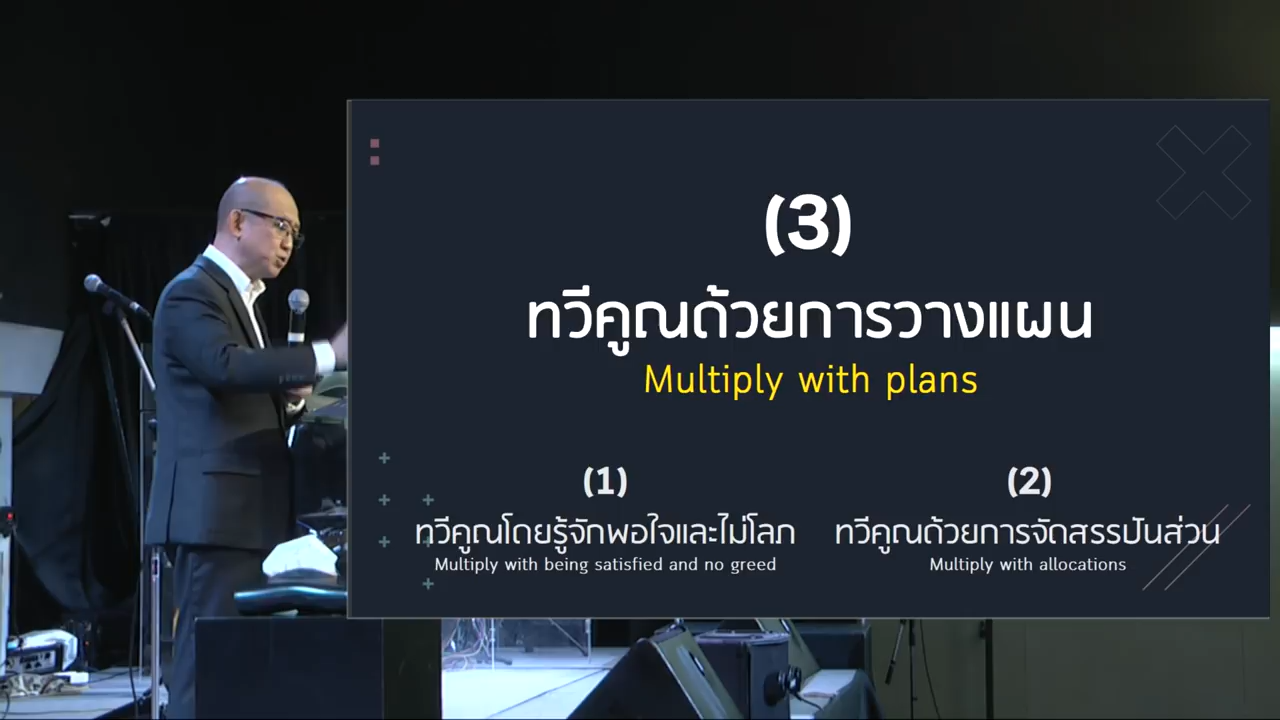 (3)
ทวีคูณด้วยการวางแผน
Multiply with plans
(1)
ทวีคูณโดยรู้จักพอใจและไม่โลภ
Multiply with being satisfied and no greed
(2)
ทวีคูณด้วยการจัดสรรปันส่วน
Multiply with allocations